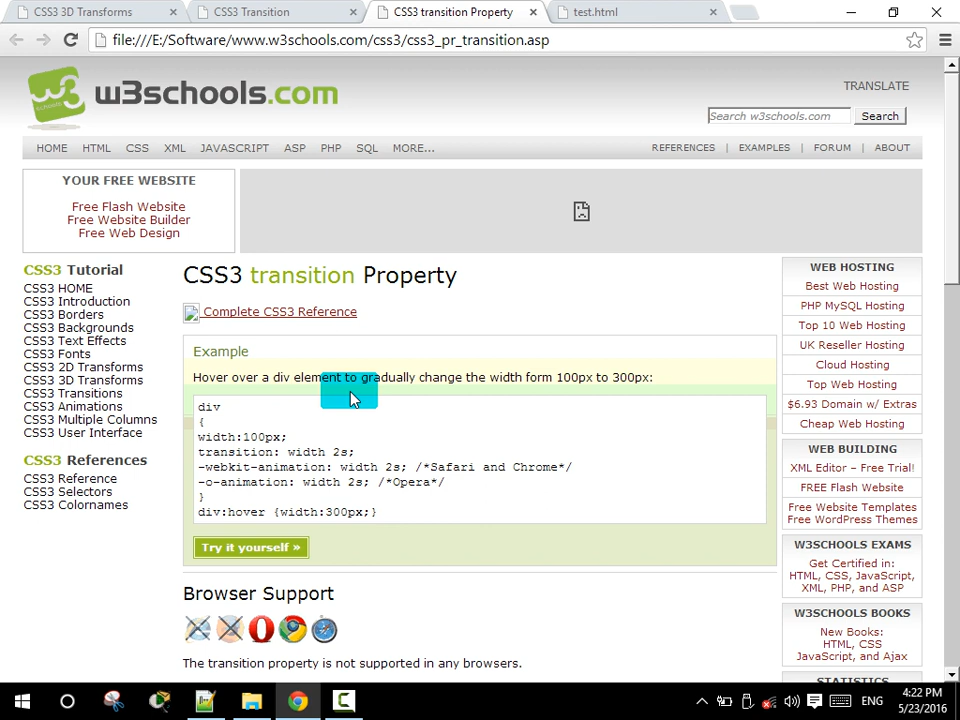 CSS3 3D Transforms
CSS3 Transition
CSS3 transition Property
test.html
file:///E:/Software/www.w3schools.com/css3/css3_pr_transition.asp
w3
w3schools.com
TRANSLATE
Search w3schools.com
Search
HOME HTML CSS XML JAVASCRIPT ASP PHP SQL MORE...
REFERENCES | EXAMPLES | FORUM | ABOUT
YOUR FREE WEBSITE
Free Flash Website
Free Website Builder
Free Web Design
CSS3 Tutorial
CSS3 HOME
CSS3 Introduction
CSS3 Borders
CSS3 Backgrounds
CSS3 Text Effects
CSS3 Fonts
CSS3 2D Transforms
CSS3 3D Transforms
CSS3 Transitions
CSS3 Animations
CSS3 Multiple Columns
CSS3 User Interface
CSS3 References
CSS3 Reference
CSS3 Selectors
CSS3 Colornames
CSS3 transition Property
Complete CSS3 Reference
Example
Hover over a div element to gradually change the width form 100px to 300px:
div
{
width:100px;
transition: width 2s;
-webkit-animation: width 2s; /*Safari and Chrome*/
-o-animation: width 2s; /*Opera*/
}
div:hover {width:300px;}
Try it yourself »
Browser Support
The transition property is not supported in any browsers.
WEB HOSTING
Best Web Hosting
PHP MySQL Hosting
Top 10 Web Hosting
UK Reseller Hosting
Cloud Hosting
Top Web Hosting
$6.93 Domain w/ Extras
Cheap Web Hosting
WEB BUILDING
XML Editor – Free Trial!
FREE Flash Website
Free Website Templates
Free WordPress Themes
W3SCHOOLS EXAMS
Get Certified in:
HTML, CSS, JavaScript,
XML, PHP, and ASP
W3SCHOOLS BOOKS
New Books:
HTML, CSS
JavaScript, and Ajax
STATISTICS
ENG
4:22 PM
5/23/2016